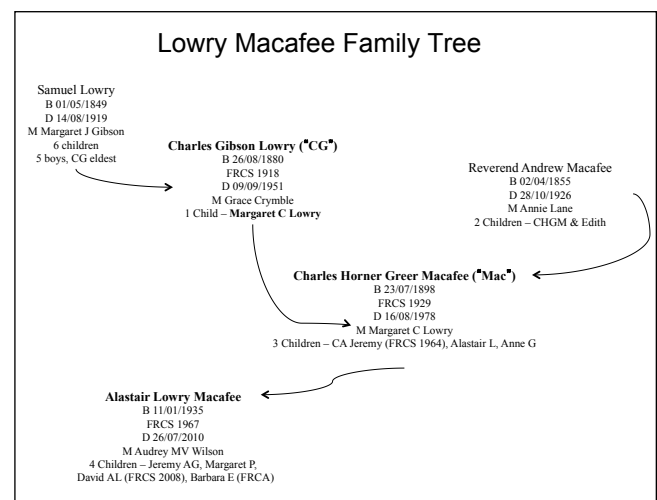 Lowry Macafee Family Tree
Samuel Lowry
B 01/05/1849
D 14/08/1919
M Margaret J Gibson
6 children
5 boys, CG eldest
Charles Gibson Lowry ("CG")
B 26/08/1880
FRCS 1918
D 09/09/1951
M Grace Crymble
1 Child – Margaret C Lowry
Reverend Andrew Macafee
B 02/04/1855
D 28/10/1926
M Annie Lane
2 Children – CHGM & Edith
Charles Horner Greer Macafee ("Mac")
B 23/07/1898
FRCS 1929
D 16/08/1978
M Margaret C Lowry
3 Children – CA Jeremy (FRCS 1964), Alastair L, Anne G
Alastair Lowry Macafee
B 11/01/1935
FRCS 1967
D 26/07/2010
M Audrey MV Wilson
4 Children – Jeremy AG, Margaret P,
David AL (FRCS 2008), Barbara E (FRCA)